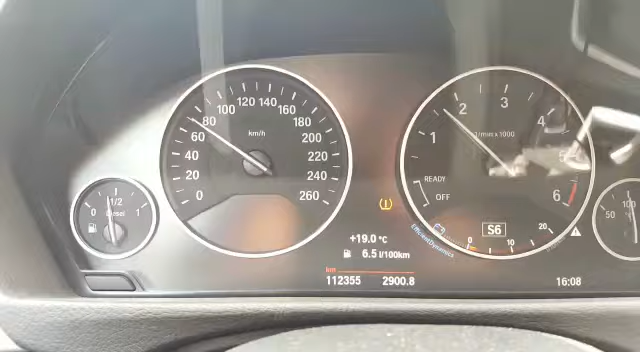 0 20 40 60 80 100 120 140 160 180 200 220 240 260
km/h
1 2 3 4 5 6
1/min x 1000
READY
OFF
0 1/2 1
Diesel
50 100
EfficientDynamics
0 10 20
S6
+19.0 °C
6.5 l/100km
km
112355 2900.8
16:08